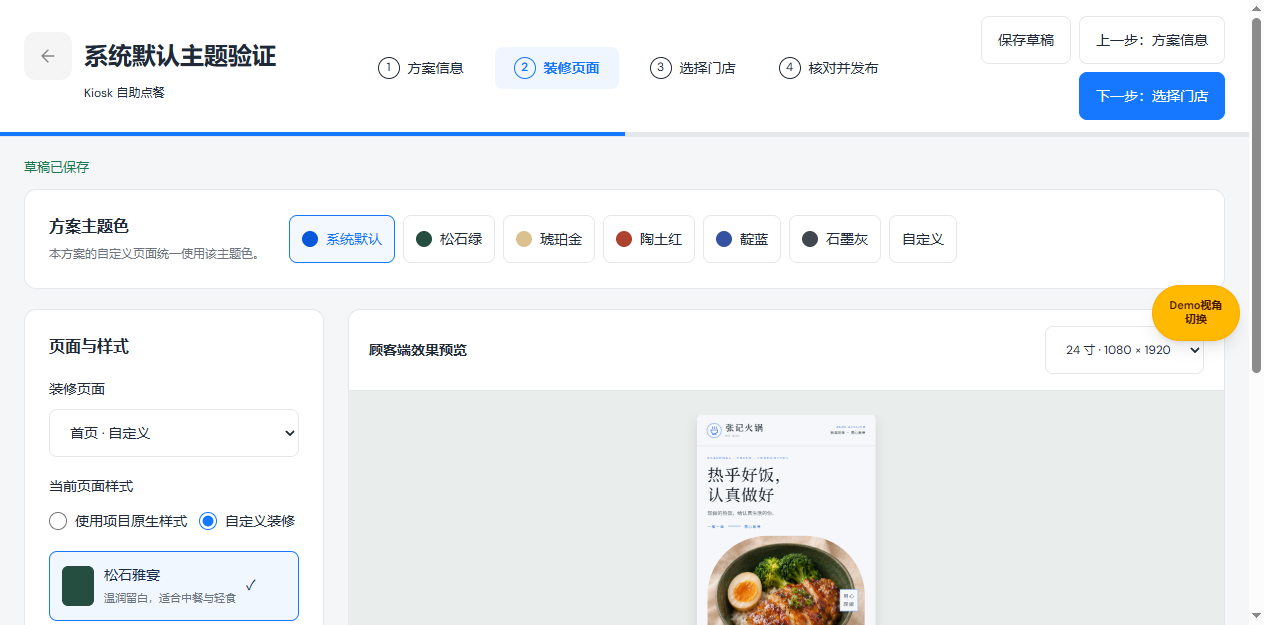 系统默认主题验证
Kiosk 自助点餐
1 方案信息
2 装修页面
3 选择门店
4 核对并发布
保存草稿
上一步：方案信息
下一步：选择门店
草稿已保存
方案主题色
本方案的自定义页面统一使用该主题色。
系统默认
松石绿
琥珀金
陶土红
靛蓝
石墨灰
自定义
Demo视角
切换
页面与样式
装修页面
首页 · 自定义
当前页面样式
使用项目原生样式
自定义装修
松石雅宴
温润留白，适合中餐与轻食
顾客端效果预览
24 寸 · 1080 × 1920
张记火锅
热乎好饭，
认真做好